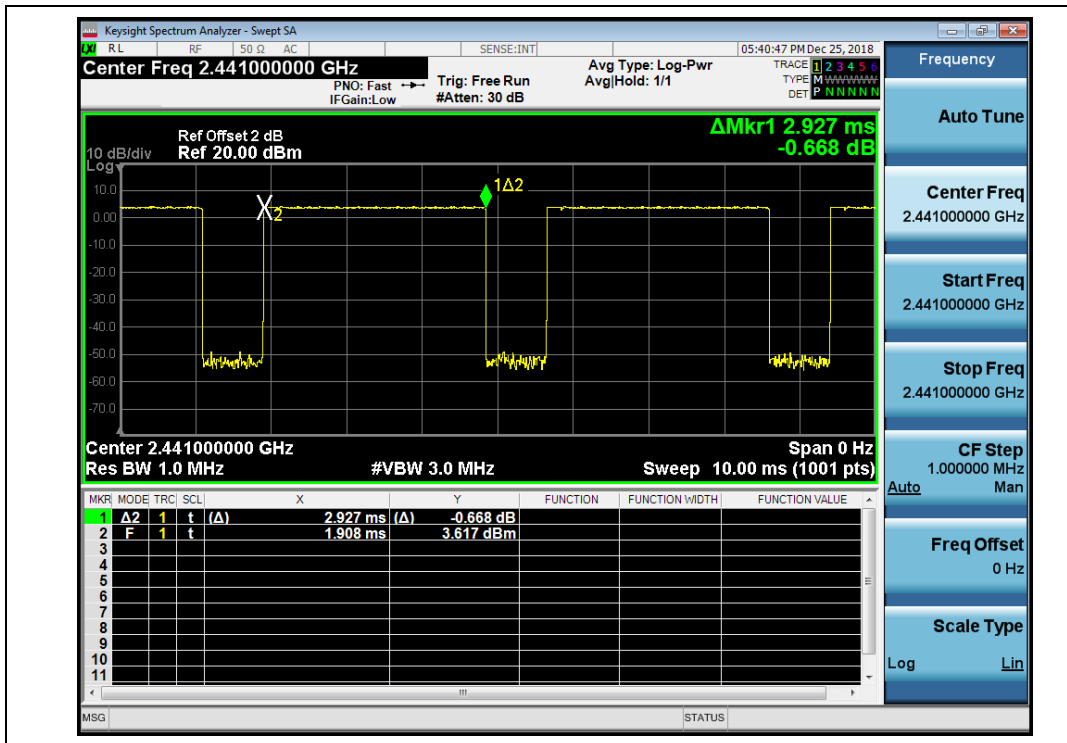 Keysight Spectrum Analyzer - Swept SA
LXI RL RF 50 Ω AC SENSE:INT 05:40:47 PM Dec 25, 2018
Center Freq 2.441000000 GHz
PNO: Fast
IFGain:Low
Trig: Free Run
#Atten: 30 dB
Avg Type: Log-Pwr
Avg|Hold: 1/1
TRACE 1 2 3 4 5 6
TYPE M WWWWW
DET P N N N N N
ΔMkr1 2.927 ms
-0.668 dB
Ref Offset 2 dB
10 dB/div Ref 20.00 dBm
Log
10.0
0.00
-10.0
-20.0
-30.0
-40.0
-50.0
-60.0
-70.0
1Δ2
X2
Center 2.441000000 GHz Span 0 Hz
Res BW 1.0 MHz #VBW 3.0 MHz Sweep 10.00 ms (1001 pts)
MKR MODE TRC SCL X Y FUNCTION FUNCTION WIDTH FUNCTION VALUE
1 Δ2 1 t (Δ) 2.927 ms (Δ) -0.668 dB
2 F 1 t 1.908 ms 3.617 dBm
3
4
5
6
7
8
9
10
11
MSG STATUS
Frequency
Auto Tune
Center Freq
2.441000000 GHz
Start Freq
2.441000000 GHz
Stop Freq
2.441000000 GHz
CF Step
1.000000 MHz
Auto Man
Freq Offset
0 Hz
Scale Type
Log Lin